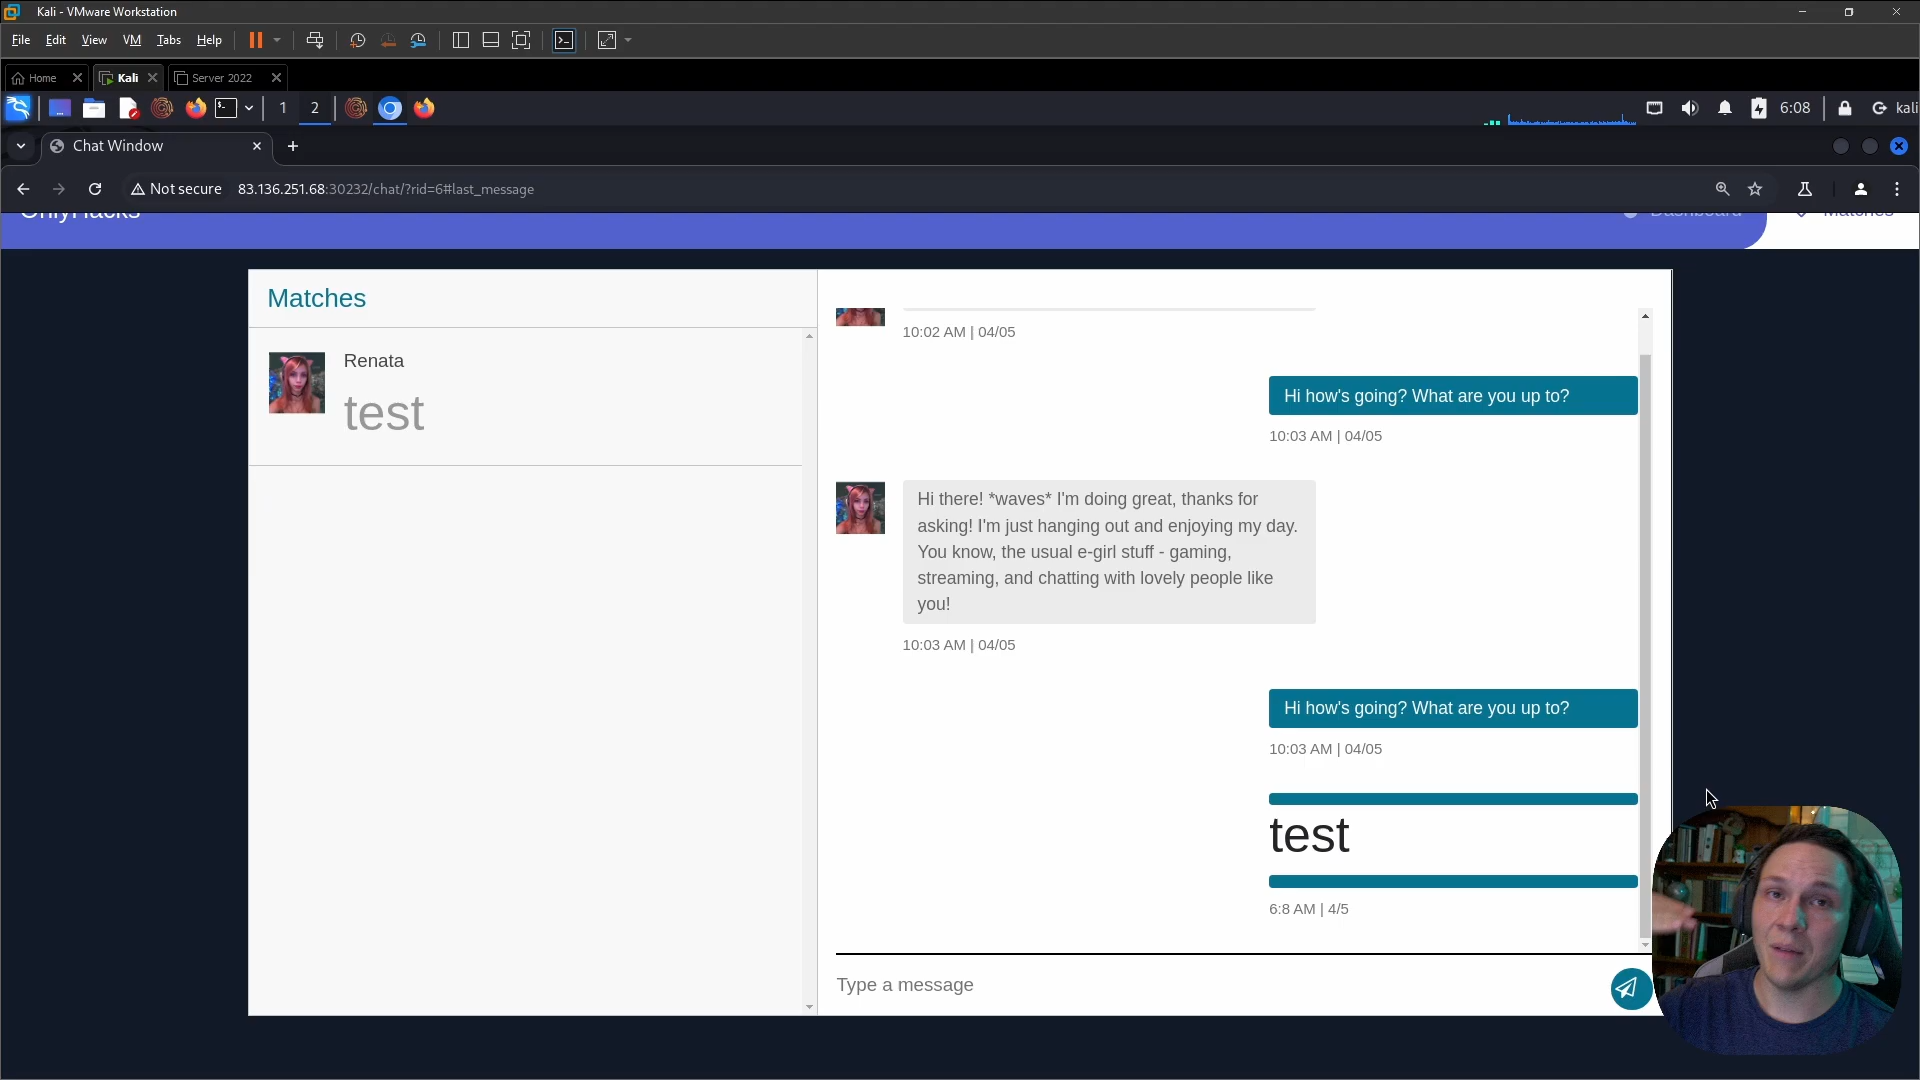 Kali - VMware Workstation
File Edit View VM Tabs Help
Home Kali Server 2022
1 2 6:08 kali
Chat Window
Not secure 83.136.251.68:30232/chat/?rid=6#last_message
OnlyHacks Dashboard Matches
Matches
Renata
test
10:02 AM | 04/05
Hi how's going? What are you up to?
10:03 AM | 04/05
Hi there! *waves* I'm doing great, thanks for
asking! I'm just hanging out and enjoying my day.
You know, the usual e-girl stuff - gaming,
streaming, and chatting with lovely people like
you!
10:03 AM | 04/05
Hi how's going? What are you up to?
10:03 AM | 04/05
test
6:8 AM | 4/5
Type a message